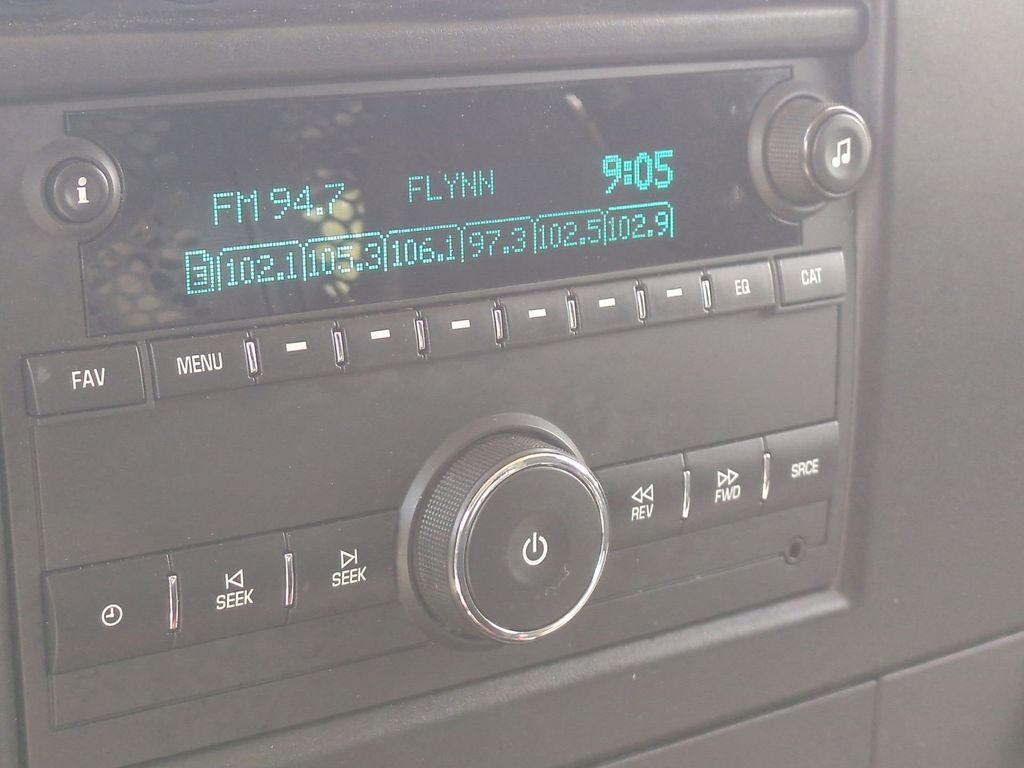 i
FM 94.7 FLYNN 9:05
102.1 105.3 106.1 97.3 102.5 102.9
FAV MENU EQ CAT
SEEK SEEK REV FWD SRCE